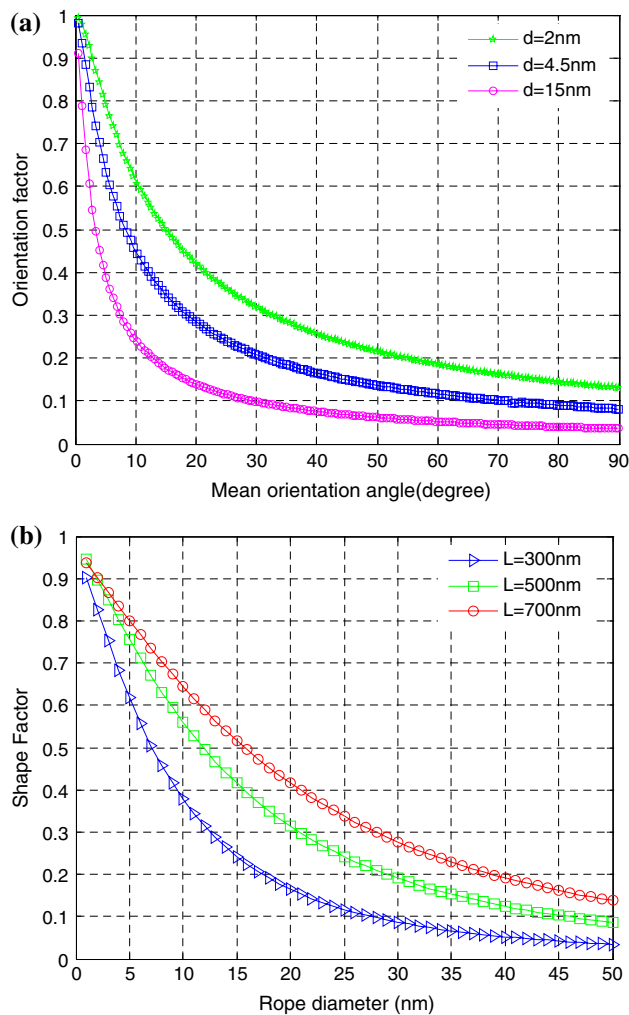 (a)
1
0.9
0.8
0.7
0.6
0.5
0.4
0.3
0.2
0.1
0
Orientation factor
d=2nm
d=4.5nm
d=15nm
0 10 20 30 40 50 60 70 80 90
Mean orientation angle(degree)
(b)
1
0.9
0.8
0.7
0.6
0.5
0.4
0.3
0.2
0.1
0
Shape Factor
L=300nm
L=500nm
L=700nm
0 5 10 15 20 25 30 35 40 45 50
Rope diameter (nm)